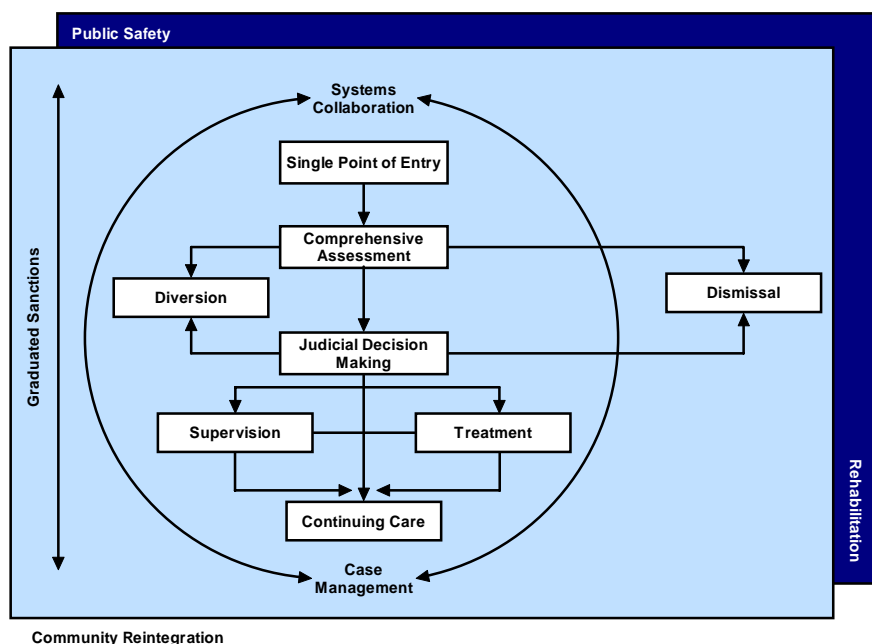 Public Safety
Systems
Collaboration
Single Point of Entry
Comprehensive
Assessment
Diversion
Dismissal
Judicial Decision
Making
Graduated Sanctions
Supervision
Treatment
Continuing Care
Rehabilitation
Case
Management
Community Reintegration